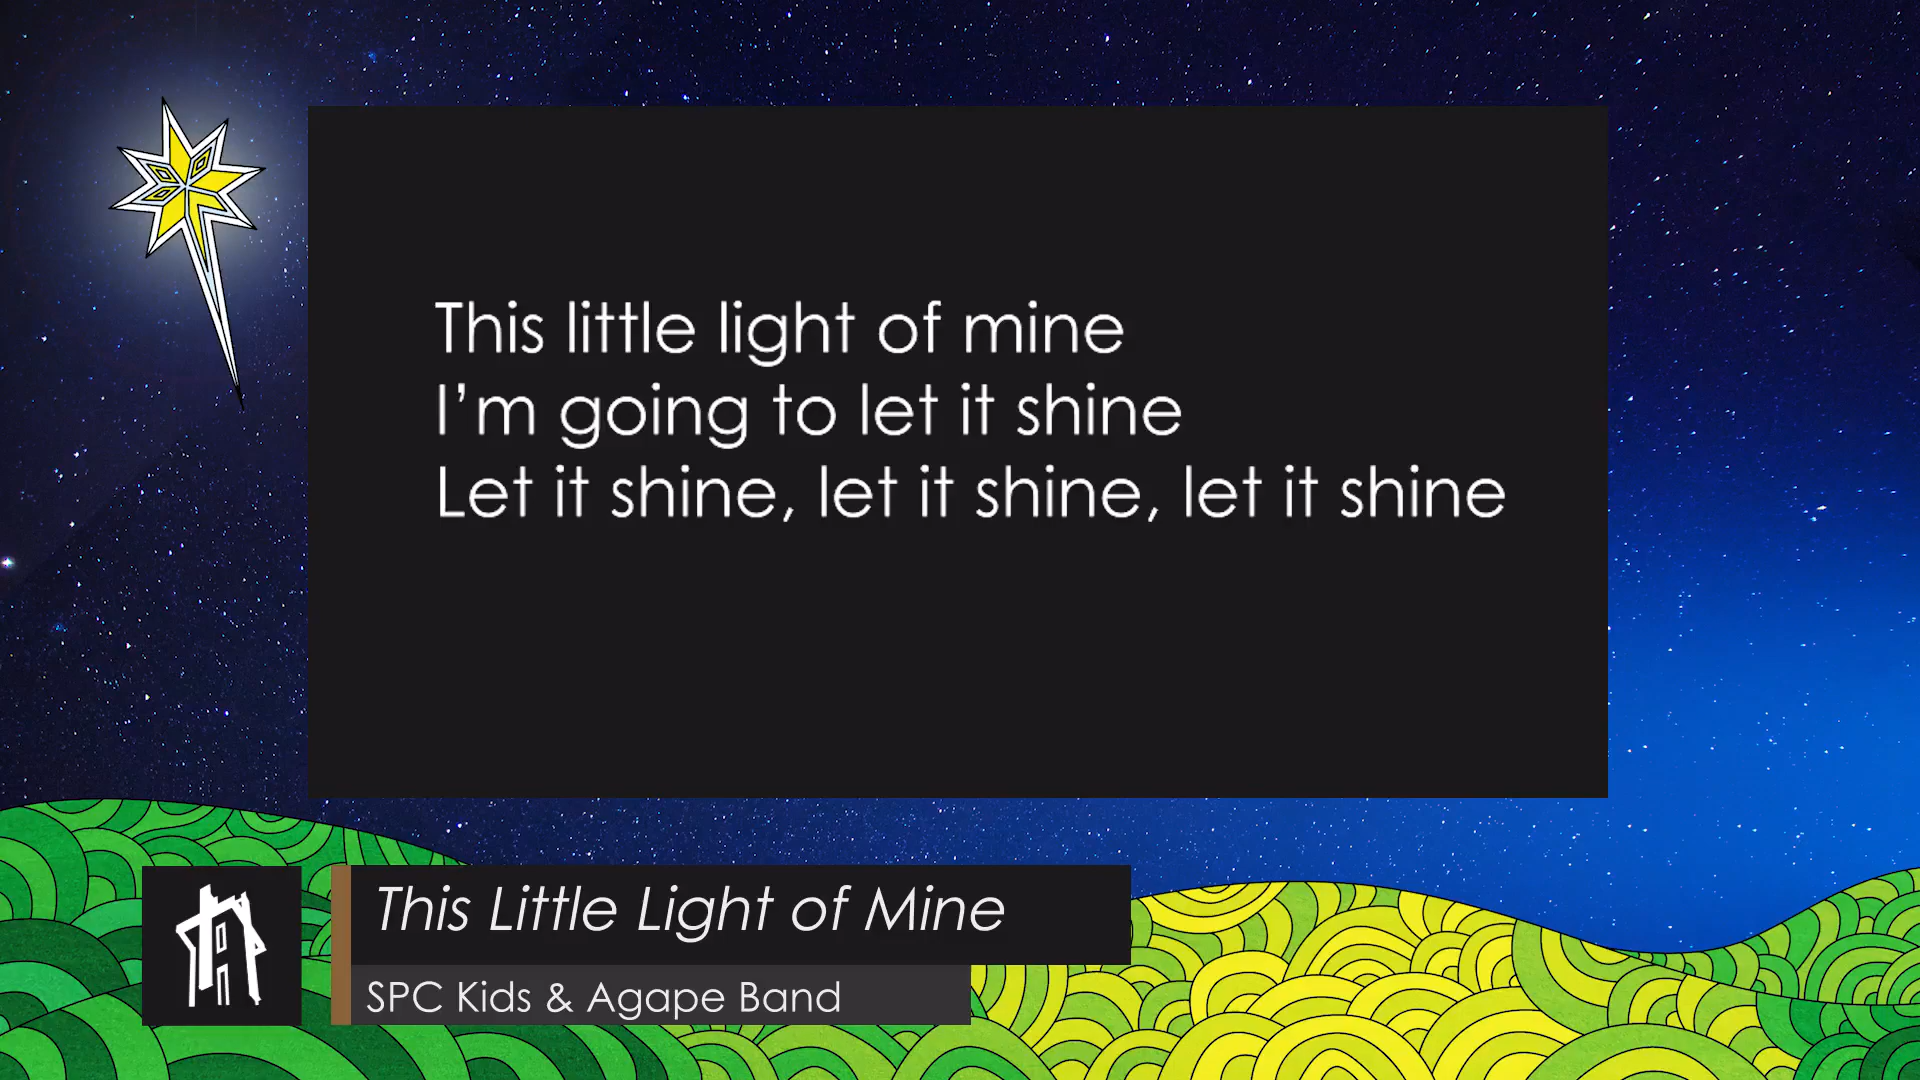 This little light of mine
I’m going to let it shine
Let it shine, let it shine, let it shine
This Little Light of Mine
SPC Kids & Agape Band